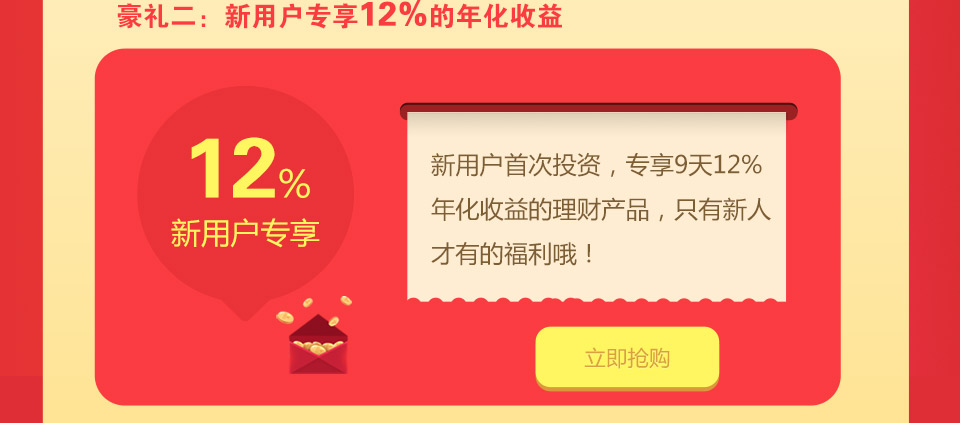 豪礼二：新用户专享12%的年化收益
12%
新用户专享
新用户首次投资，专享9天12%
年化收益的理财产品，只有新人
才有的福利哦！
立即抢购